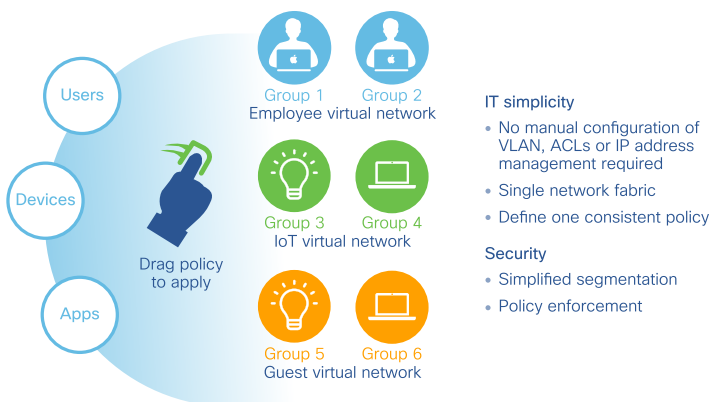 Users
Devices
Apps
Drag policy
to apply
Group 1
Group 2
Employee virtual network
Group 3
Group 4
IoT virtual network
Group 5
Group 6
Guest virtual network
IT simplicity
• No manual configuration of
VLAN, ACLs or IP address
management required
• Single network fabric
• Define one consistent policy
Security
• Simplified segmentation
• Policy enforcement